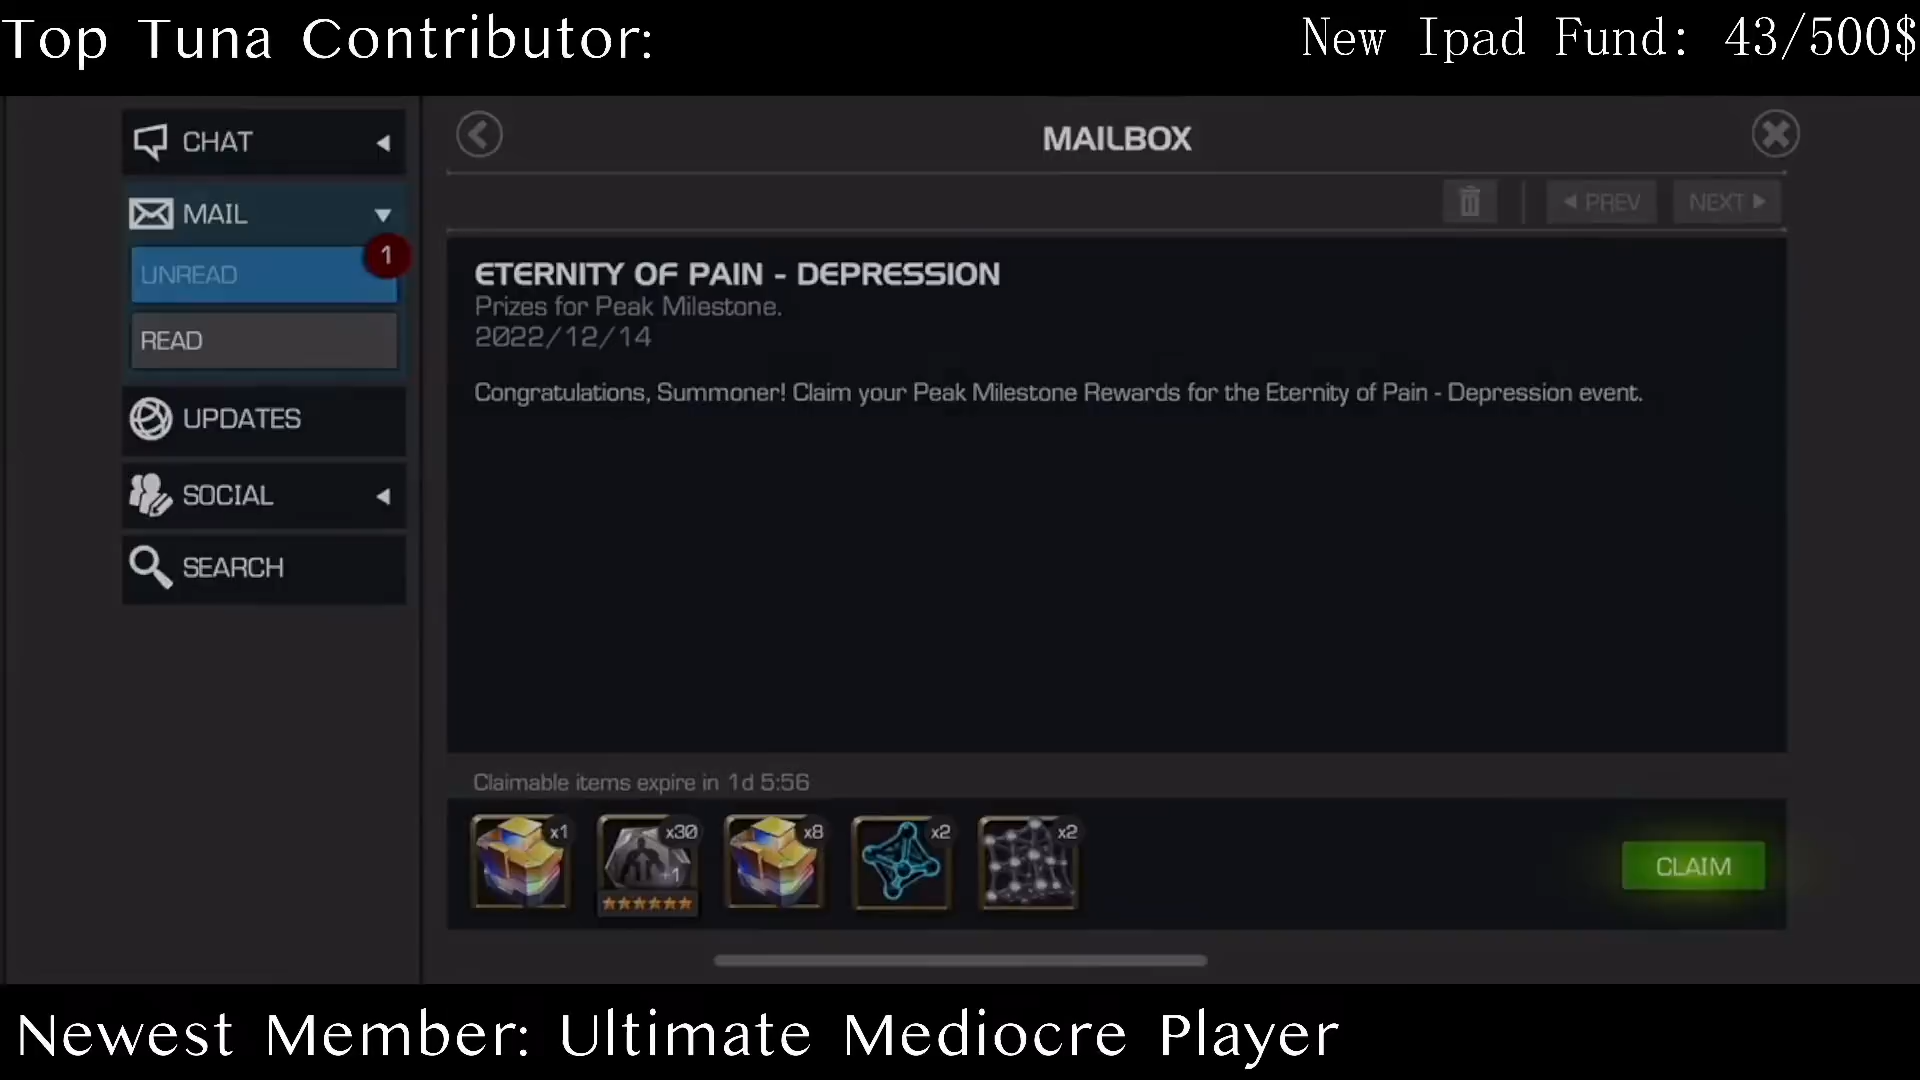 Top Tuna Contributor:
New Ipad Fund: 43/500$
CHAT
MAIL
1
UNREAD
READ
UPDATES
SOCIAL
SEARCH
MAILBOX
PREV
NEXT
ETERNITY OF PAIN - DEPRESSION
Prizes for Peak Milestone.
2022/12/14
Congratulations, Summoner! Claim your Peak Milestone Rewards for the Eternity of Pain - Depression event.
Claimable items expire in 1d 5:56
x1
x30
+1
x8
x2
x2
CLAIM
Newest Member: Ultimate Mediocre Player